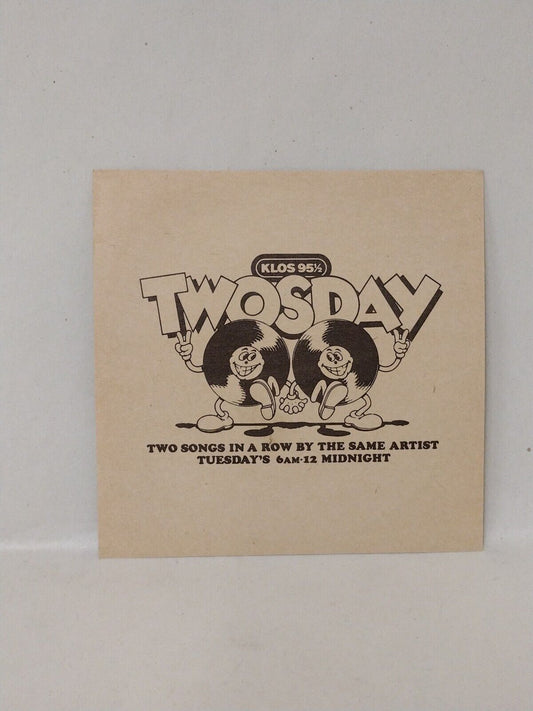 KLOS 95½
TWOSDAY
TWO SONGS IN A ROW BY THE SAME ARTIST
TUESDAY'S 6AM-12 MIDNIGHT